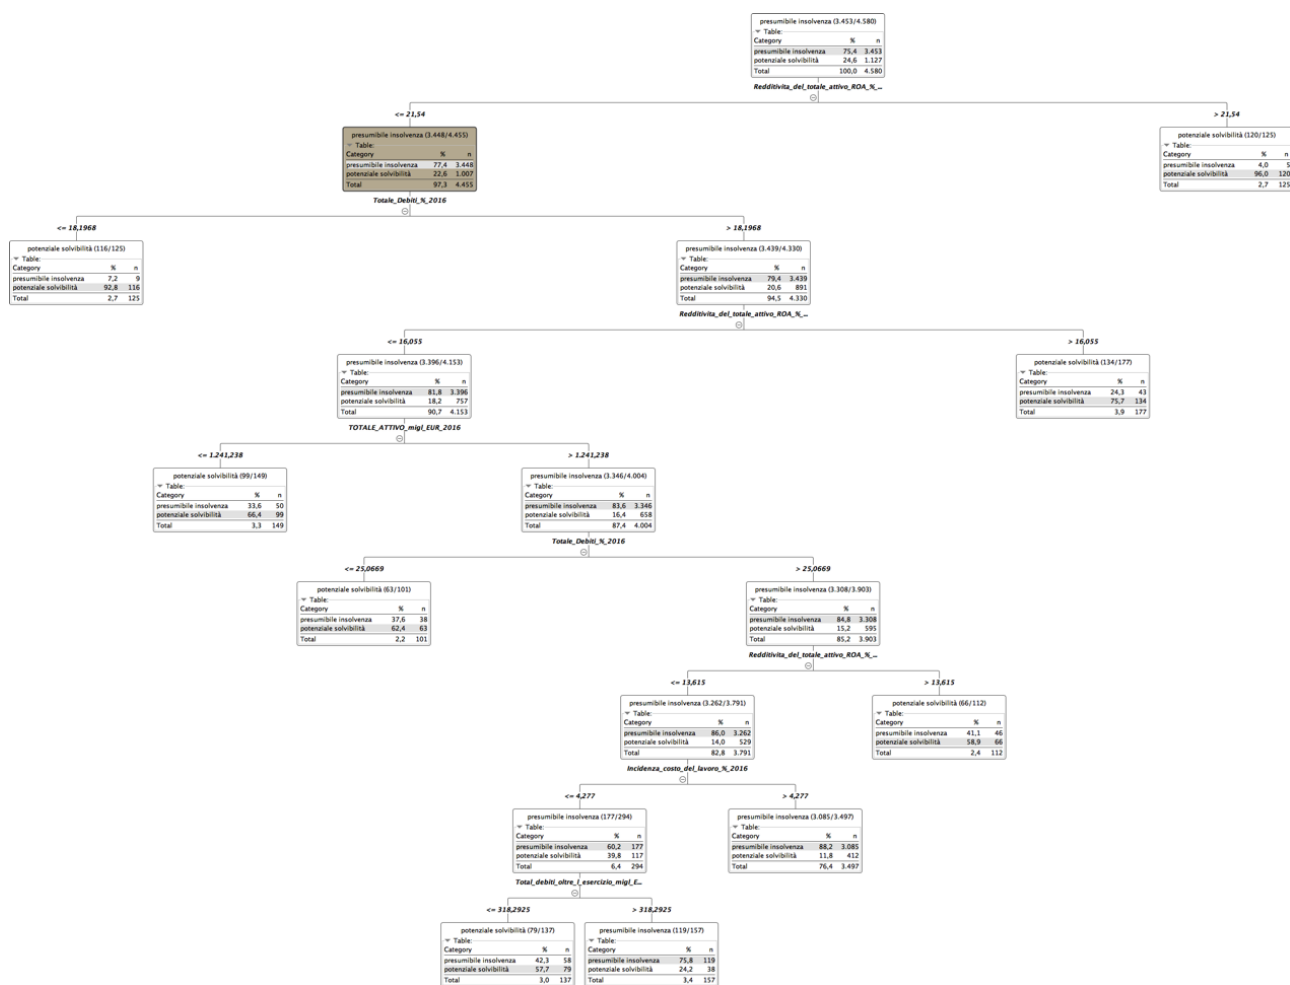 presumibile insolvenza (3.453/4.580)
Table:
Category % n
presumibile insolvenza 75,4 3.453
potenziale solvibilità 24,6 1.127
Total 100,0 4.580
Redditivita_del_totale_attivo_ROA_%_...
<= 21,54
> 21,54
presumibile insolvenza (3.448/4.455)
Table:
Category % n
presumibile insolvenza 77,4 3.448
potenziale solvibilità 22,6 1.007
Total 97,3 4.455
Totale_Debiti_%_2016
potenziale solvibilità (120/125)
Table:
Category % n
presumibile insolvenza 4,0 5
potenziale solvibilità 96,0 120
Total 2,7 125
<= 18,1968
> 18,1968
potenziale solvibilità (116/125)
Table:
Category % n
presumibile insolvenza 7,2 9
potenziale solvibilità 92,8 116
Total 2,7 125
presumibile insolvenza (3.439/4.330)
Table:
Category % n
presumibile insolvenza 79,4 3.439
potenziale solvibilità 20,6 891
Total 94,5 4.330
Redditivita_del_totale_attivo_ROA_%_...
<= 16,055
> 16,055
presumibile insolvenza (3.396/4.153)
Table:
Category % n
presumibile insolvenza 81,8 3.396
potenziale solvibilità 18,2 757
Total 90,7 4.153
TOTALE_ATTIVO_migl_EUR_2016
potenziale solvibilità (134/177)
Table:
Category % n
presumibile insolvenza 24,3 43
potenziale solvibilità 75,7 134
Total 3,9 177
<= 1.241,238
> 1.241,238
potenziale solvibilità (99/149)
Table:
Category % n
presumibile insolvenza 33,6 50
potenziale solvibilità 66,4 99
Total 3,3 149
presumibile insolvenza (3.346/4.004)
Table:
Category % n
presumibile insolvenza 83,6 3.346
potenziale solvibilità 16,4 658
Total 87,4 4.004
Totale_Debiti_%_2016
<= 25,0669
> 25,0669
potenziale solvibilità (63/101)
Table:
Category % n
presumibile insolvenza 37,6 38
potenziale solvibilità 62,4 63
Total 2,2 101
presumibile insolvenza (3.308/3.903)
Table:
Category % n
presumibile insolvenza 84,8 3.308
potenziale solvibilità 15,2 595
Total 85,2 3.903
Redditivita_del_totale_attivo_ROA_%_...
<= 13,615
> 13,615
presumibile insolvenza (3.262/3.791)
Table:
Category % n
presumibile insolvenza 86,0 3.262
potenziale solvibilità 14,0 529
Total 82,8 3.791
Incidenza_costo_del_lavoro_%_2016
potenziale solvibilità (66/112)
Table:
Category % n
presumibile insolvenza 41,1 46
potenziale solvibilità 58,9 66
Total 2,4 112
<= 4,277
> 4,277
presumibile insolvenza (177/294)
Table:
Category % n
presumibile insolvenza 60,2 177
potenziale solvibilità 39,8 117
Total 6,4 294
Total_debiti_oltre_l_esercizio_migl_E...
presumibile insolvenza (3.085/3.497)
Table:
Category % n
presumibile insolvenza 88,2 3.085
potenziale solvibilità 11,8 412
Total 76,4 3.497
<= 318,2925
> 318,2925
potenziale solvibilità (79/137)
Table:
Category % n
presumibile insolvenza 42,3 58
potenziale solvibilità 57,7 79
Total 3,0 137
presumibile insolvenza (119/157)
Table:
Category % n
presumibile insolvenza 75,8 119
potenziale solvibilità 24,2 38
Total 3,4 157